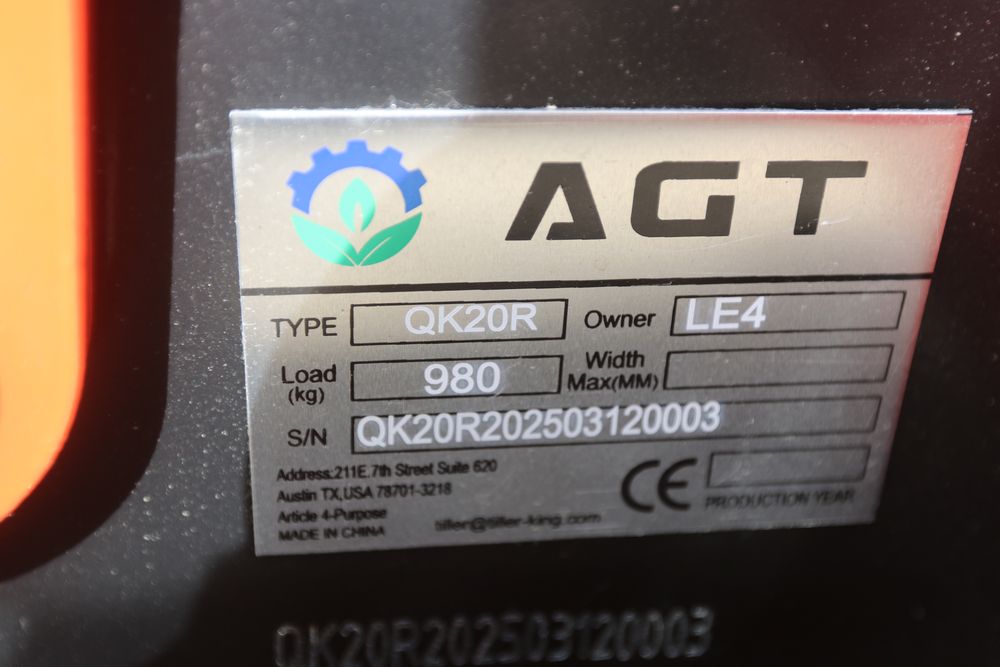 AGT
TYPE QK20R Owner LE4
Load (kg) 980 Width Max(MM)
S/N QK20R202503120003
Address:211E.7th Street Suite 620
Austin TX,USA 78701-3218
Article 4-Purpose
MADE IN CHINA
tiller@tiller-king.com
CE
PRODUCTION YEAR
QK20R202503120003